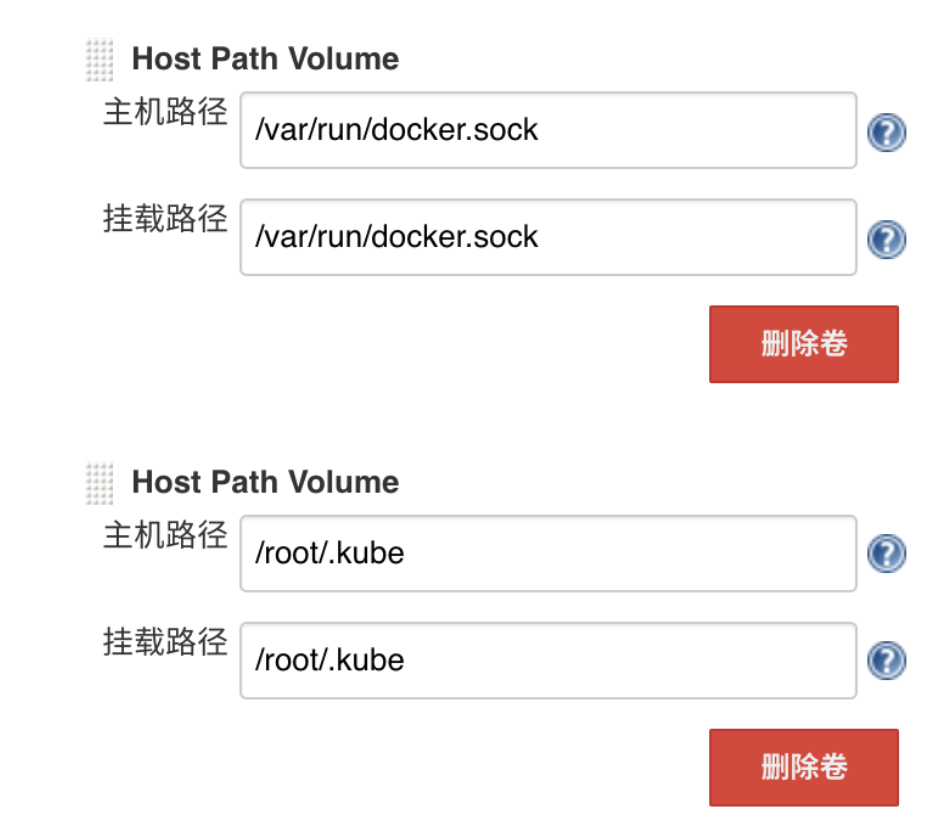 Host Path Volume
主机路径 /var/run/docker.sock ?
挂载路径 /var/run/docker.sock ?
删除卷
Host Path Volume
主机路径 /root/.kube ?
挂载路径 /root/.kube ?
删除卷